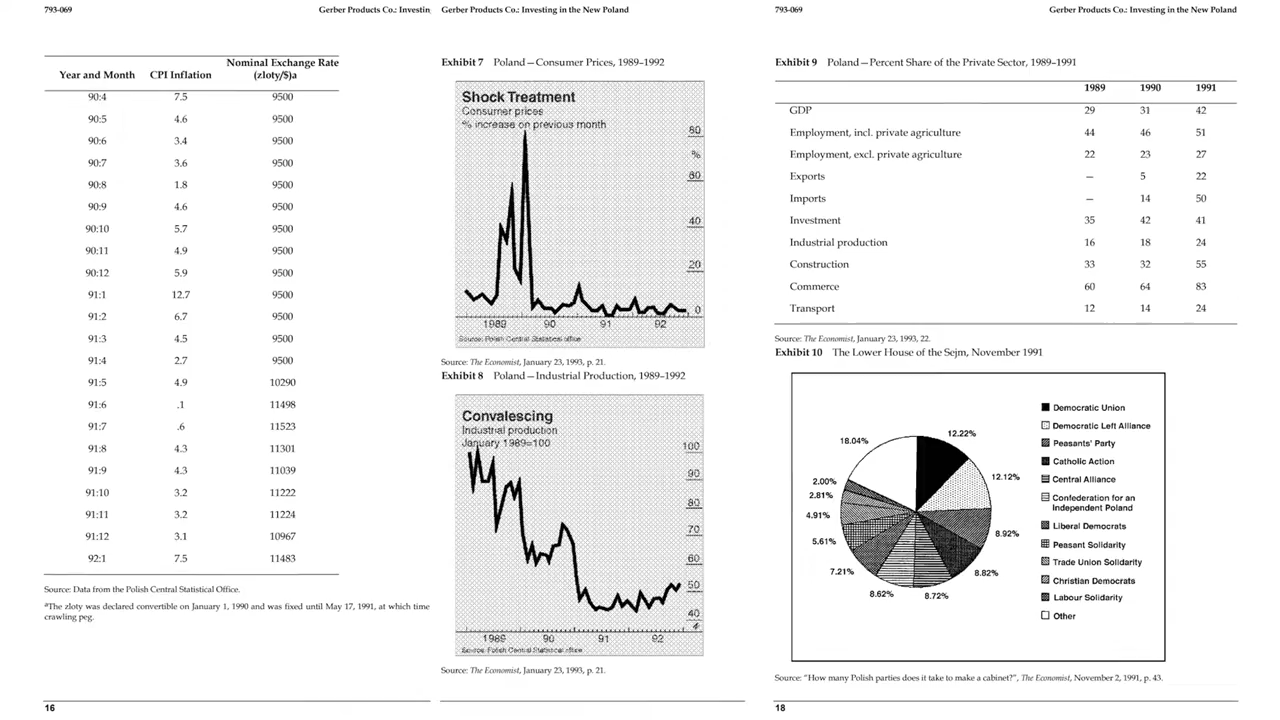 793-069
Gerber Products Co.: Investin
Year and Month CPI Inflation Nominal Exchange Rate (zloty/$)a
90:4 7.5 9500
90:5 4.6 9500
90:6 3.4 9500
90:7 3.6 9500
90:8 1.8 9500
90:9 4.6 9500
90:10 5.7 9500
90:11 4.9 9500
90:12 5.9 9500
91:1 12.7 9500
91:2 6.7 9500
91:3 4.5 9500
91:4 2.7 9500
91:5 4.9 10290
91:6 .1 11498
91:7 .6 11523
91:8 4.3 11301
91:9 4.3 11039
91:10 3.2 11222
91:11 3.2 11224
91:12 3.1 10967
92:1 7.5 11483
Source: Data from the Polish Central Statistical Office.
aThe zloty was declared convertible on January 1, 1990 and was fixed until May 17, 1991, at which time
crawling peg.
16
Gerber Products Co.: Investing in the New Poland
Exhibit 7 Poland—Consumer Prices, 1989–1992
Shock Treatment
Consumer prices
% increase on previous month
80
%
60
40
20
0
1989 90 91 92
Source: Polish Central Statistical office
Source: The Economist, January 23, 1993, p. 21.
Exhibit 8 Poland—Industrial Production, 1989–1992
Convalescing
Industrial production
January 1989=100
100
90
80
70
60
50
40
1989 90 91 92
Source: Polish Central Statistical office
Source: The Economist, January 23, 1993, p. 21.
793-069
Gerber Products Co.: Investing in the New Poland
Exhibit 9 Poland—Percent Share of the Private Sector, 1989–1991
1989 1990 1991
GDP 29 31 42
Employment, incl. private agriculture 44 46 51
Employment, excl. private agriculture 22 23 27
Exports — 5 22
Imports — 14 50
Investment 35 42 41
Industrial production 16 18 24
Construction 33 32 55
Commerce 60 64 83
Transport 12 14 24
Source: The Economist, January 23, 1993, 22.
Exhibit 10 The Lower House of the Sejm, November 1991
18.04%
12.22%
12.12%
8.92%
8.82%
8.72%
8.62%
7.21%
5.61%
4.91%
2.81%
2.00%
Democratic Union
Democratic Left Alliance
Peasants' Party
Catholic Action
Central Alliance
Confederation for an
Independent Poland
Liberal Democrats
Peasant Solidarity
Trade Union Solidarity
Christian Democrats
Labour Solidarity
Other
Source: "How many Polish parties does it take to make a cabinet?", The Economist, November 2, 1991, p. 43.
18